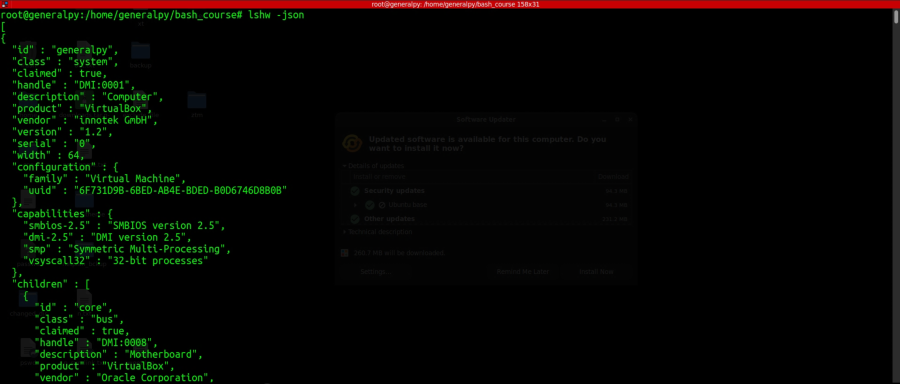 root@generalpy: /home/generalpy/bash_course 158x31
root@generalpy:/home/generalpy/bash_course# lshw -json
[
{
"id" : "generalpy",
"class" : "system",
"claimed" : true,
"handle" : "DMI:0001",
"description" : "Computer",
"product" : "VirtualBox",
"vendor" : "innotek GmbH",
"version" : "1.2",
"serial" : "0",
"width" : 64,
"configuration" : {
"family" : "Virtual Machine",
"uuid" : "6F731D9B-6BED-AB4E-BDED-B0D6746D8B0B"
},
"capabilities" : {
"smbios-2.5" : "SMBIOS version 2.5",
"dmi-2.5" : "DMI version 2.5",
"smp" : "Symmetric Multi-Processing",
"vsyscall32" : "32-bit processes"
},
"children" : [
{
"id" : "core",
"class" : "bus",
"claimed" : true,
"handle" : "DMI:0008",
"description" : "Motherboard",
"product" : "VirtualBox",
"vendor" : "Oracle Corporation",
Software Updater
Updated software is available for this computer. Do you
want to install it now?
Details of updates
Security updates
Ubuntu base
Other updates
Technical description
MB will be downloaded
Settings...
Remind Me Later
Install Now